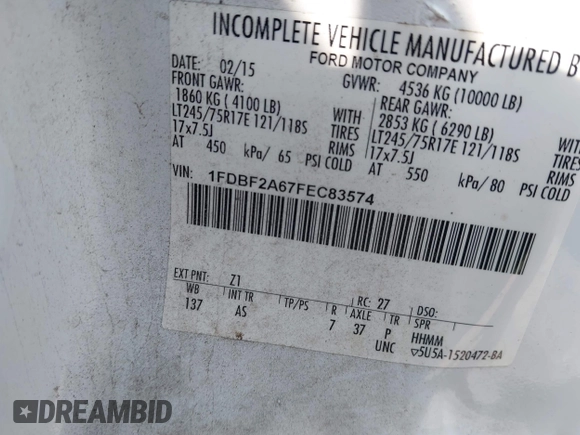 INCOMPLETE VEHICLE MANUFACTURED B
FORD MOTOR COMPANY
DATE: 02/15 GVWR: 4536 KG (10000 LB)
FRONT GAWR: REAR GAWR:
1860 KG ( 4100 LB) WITH 2853 KG ( 6290 LB) WITH
LT245/75R17E 121/118S TIRES LT245/75R17E 121/118S TIRES
17x7.5J RIMS 17x7.5J RIMS
AT 450 kPa/ 65 PSI COLD AT 550 kPa/ 80 PSI COLD
VIN: 1FDBF2A67FEC83574
EXT PNT: Z1 RC: 27 DSO:
WB INT TR TP/PS R AXLE TR SPR
137 AS 7 37 P HHMM
UNC ▽5U5A-1520472-BA
DREAMBID